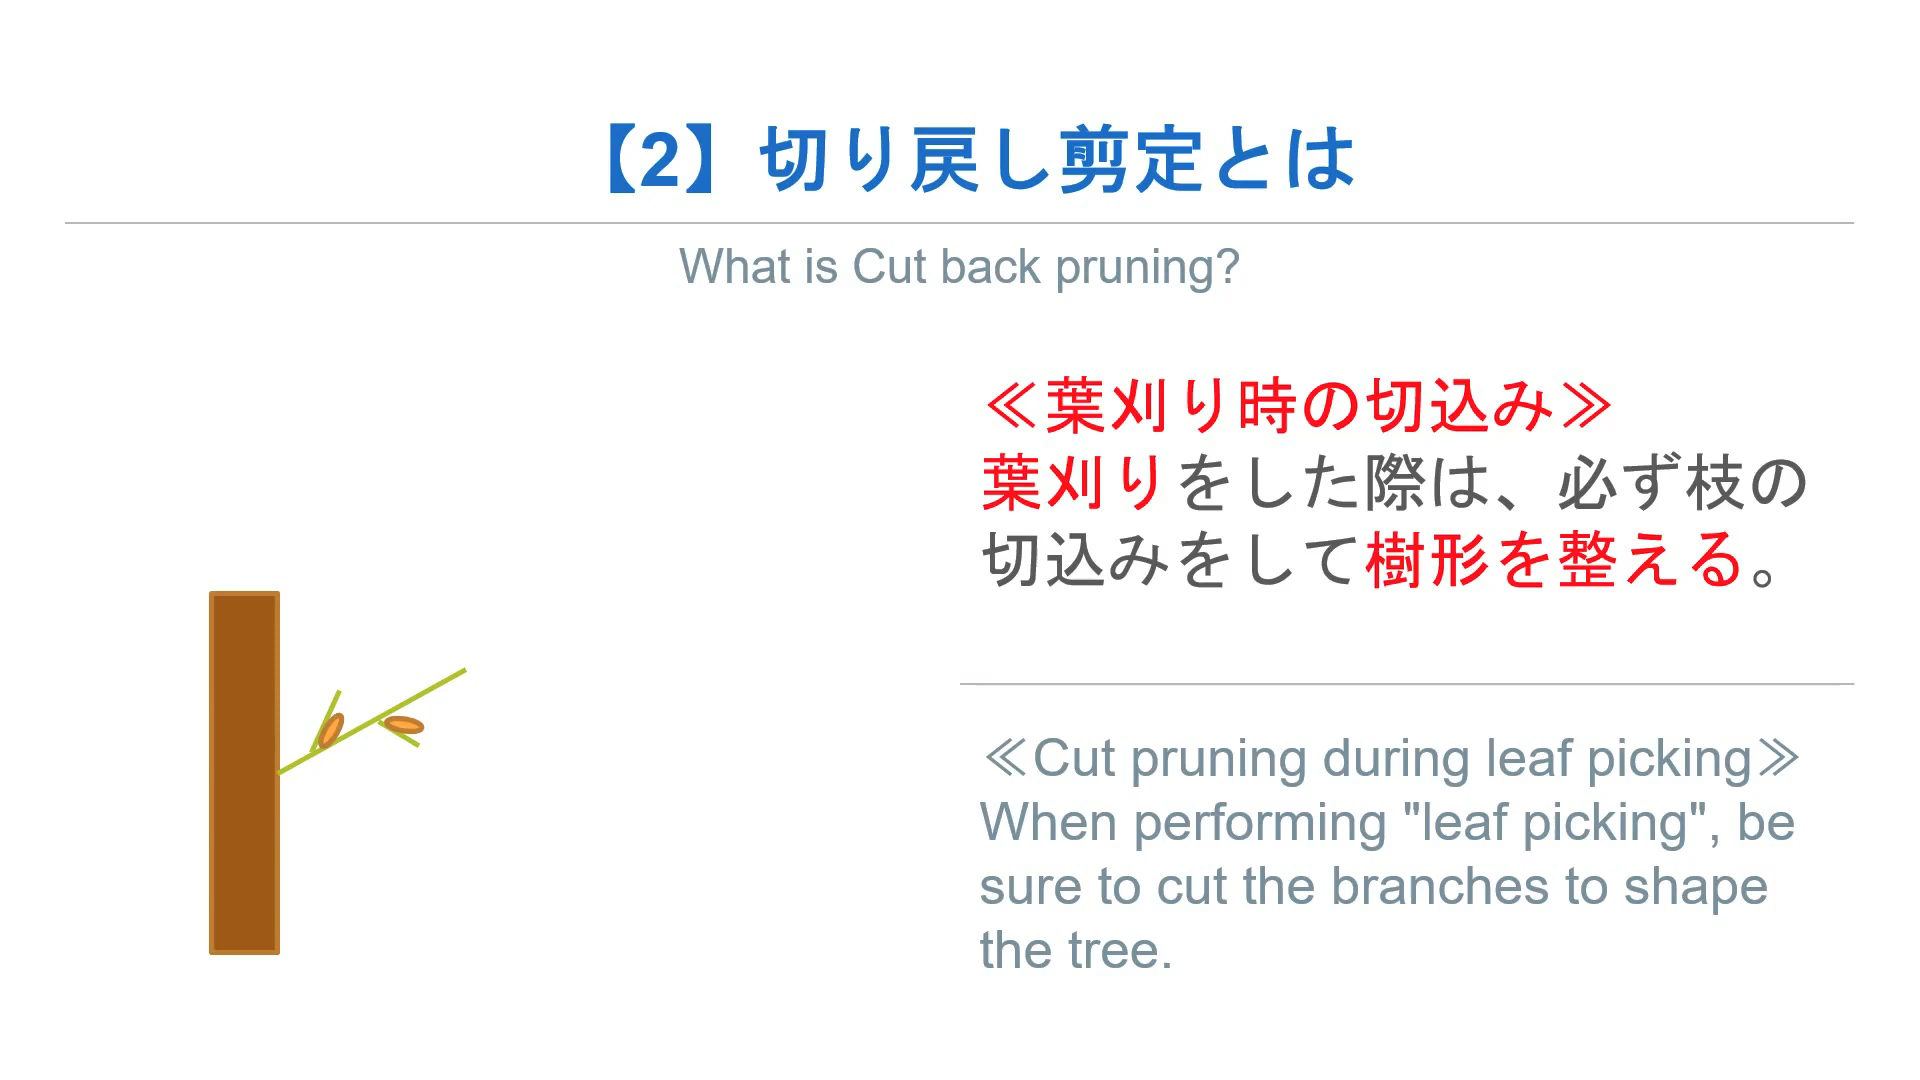 【2】切り戻し剪定とは
What is Cut back pruning?
≪葉刈り時の切込み≫
葉刈りをした際は、必ず枝の
切込みをして樹形を整える。
≪Cut pruning during leaf picking≫
When performing "leaf picking", be
sure to cut the branches to shape
the tree.